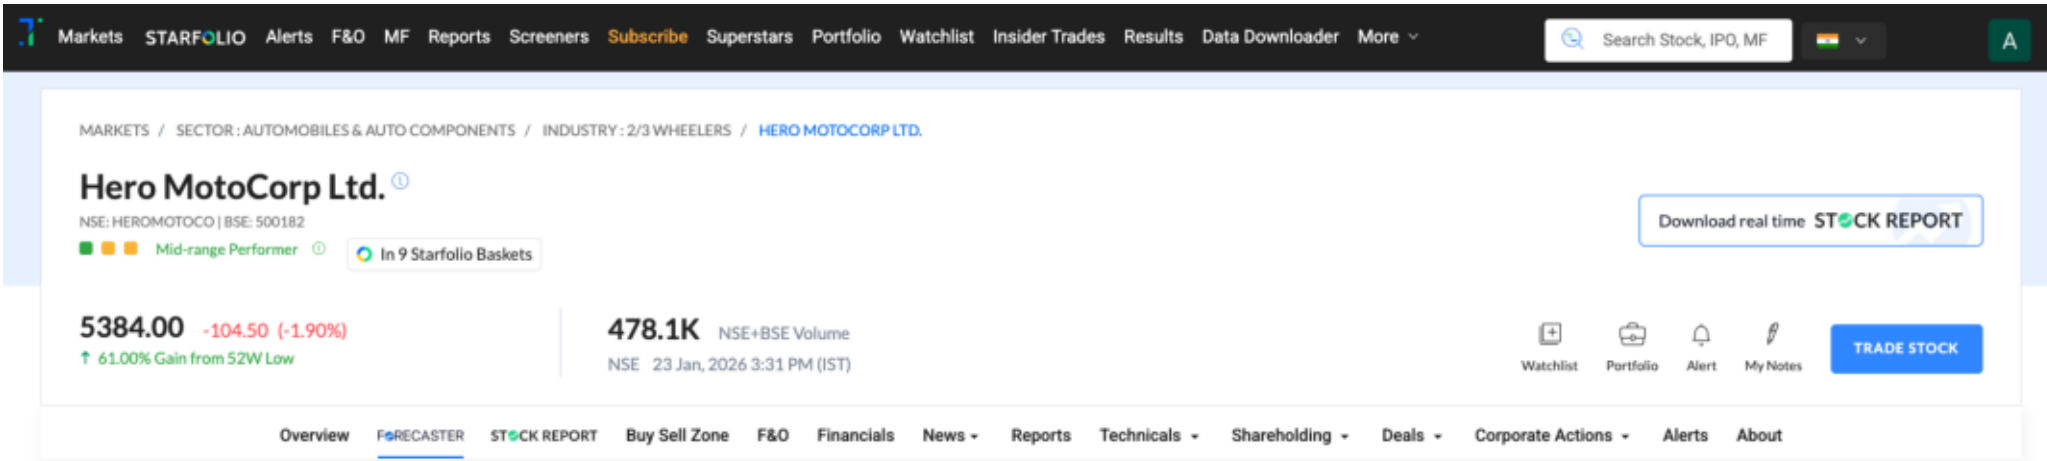 Markets STARFOLIO Alerts F&O MF Reports Screeners Subscribe Superstars Portfolio Watchlist Insider Trades Results Data Downloader More Search Stock, IPO, MF A
MARKETS / SECTOR : AUTOMOBILES & AUTO COMPONENTS / INDUSTRY : 2/3 WHEELERS / HERO MOTOCORP LTD.
Hero MotoCorp Ltd.
NSE: HEROMOTOCO | BSE: 500182
Mid-range Performer In 9 Starfolio Baskets
Download real time STOCK REPORT
5384.00 -104.50 (-1.90%)
↑ 61.00% Gain from 52W Low
478.1K NSE+BSE Volume
NSE 23 Jan, 2026 3:31 PM (IST)
Watchlist Portfolio Alert My Notes
TRADE STOCK
Overview FORECASTER STOCK REPORT Buy Sell Zone F&O Financials News Reports Technicals Shareholding Deals Corporate Actions Alerts About